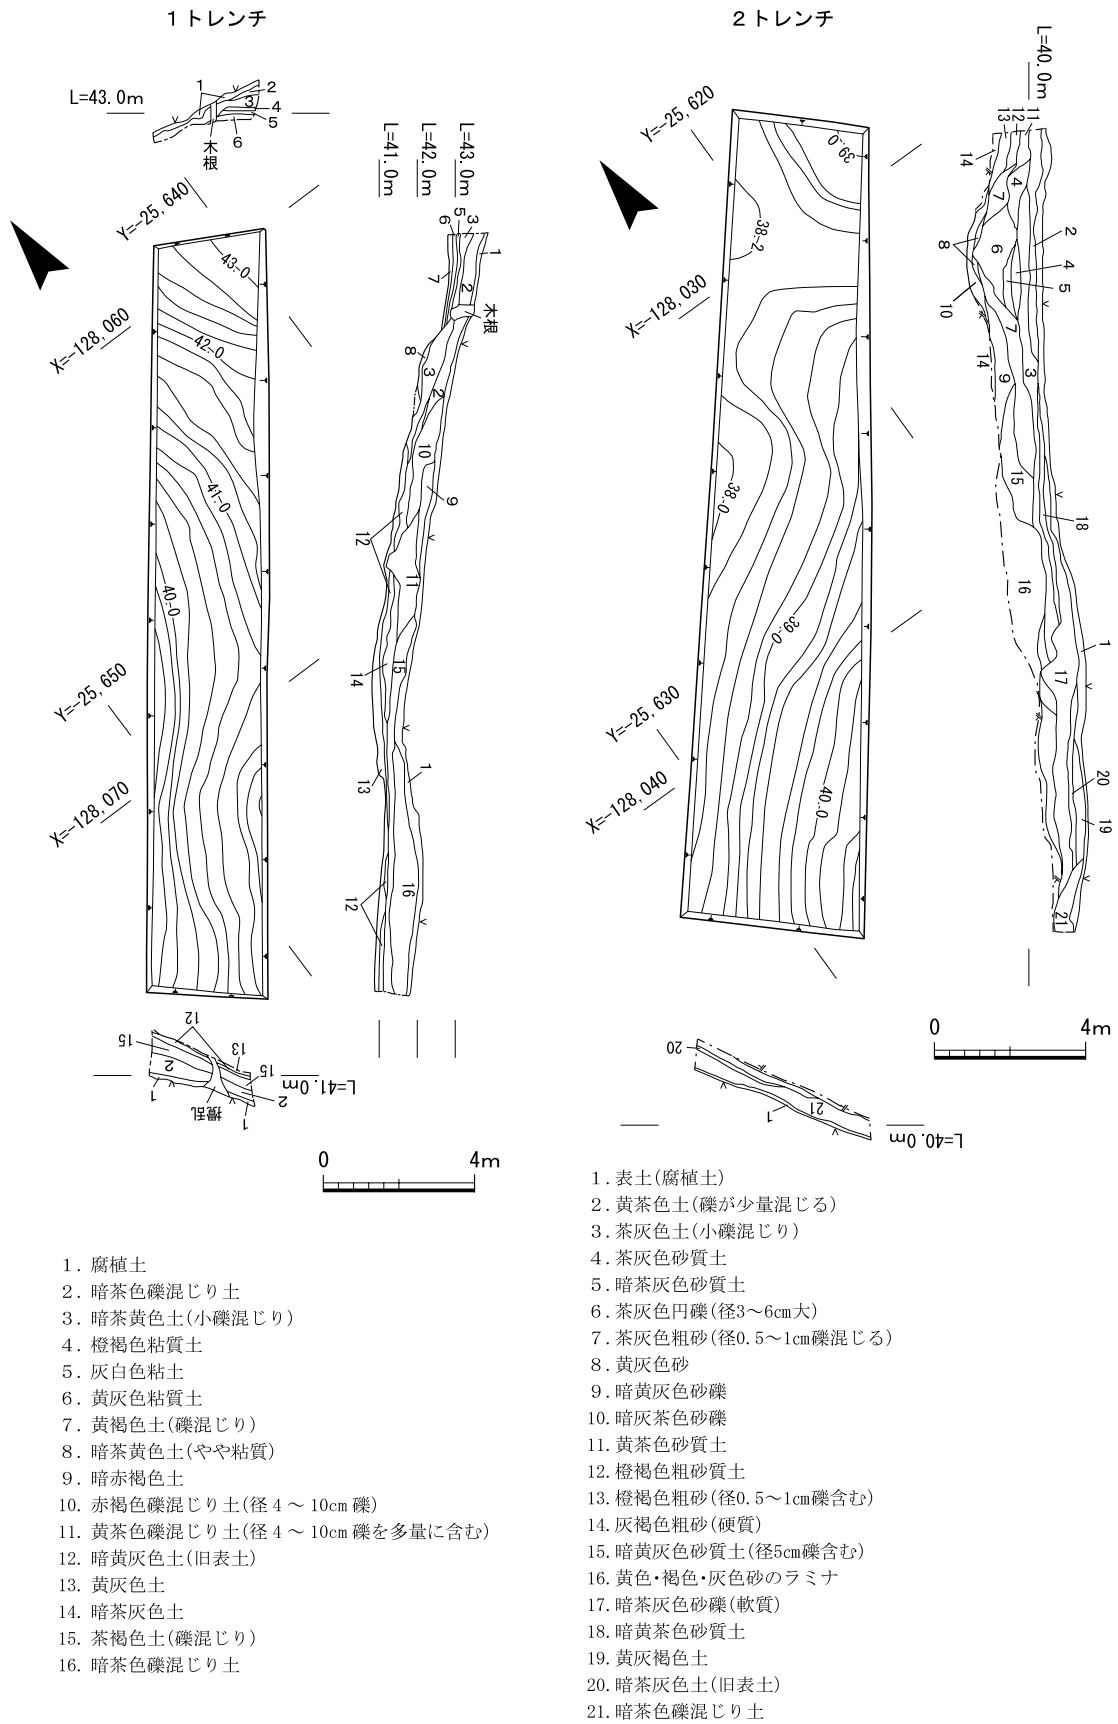 １トレンチ
L=43.0m
1
2
3
4
5
6
木根
L=41.0m
L=42.0m
L=43.0m
Y=-25,640
X=-128,060
Y=-25,650
X=-128,070
43.0
42.0
41.0
40.0
6
5
3
1
7
2
木根
8
3
2
10
9
12
11
15
14
13
1
16
12
12
15
13
2
15
1
攪乱
2
1
L=41.0m
0
4m
1. 腐植土
2. 暗茶色礫混じり土
3. 暗茶黄色土(小礫混じり)
4. 橙褐色粘質土
5. 灰白色粘土
6. 黄灰色粘質土
7. 黄褐色土(礫混じり)
8. 暗茶黄色土(やや粘質)
9. 暗赤褐色土
10. 赤褐色礫混じり土(径４～10cm礫)
11. 黄茶色礫混じり土(径４～10cm礫を多量に含む)
12. 暗黄灰色土(旧表土)
13. 黄灰色土
14. 暗茶灰色土
15. 茶褐色土(礫混じり)
16. 暗茶色礫混じり土
２トレンチ
L=40.0m
Y=-25,620
X=-128,030
Y=-25,630
X=-128,040
39.0
38.2
38.0
39.0
40.0
13
12
11
14
4
7
2
8
6
4
5
10
7
14
9
3
15
18
16
1
17
20
19
21
20
21
1
L=40.0m
0
4m
1. 表土(腐植土)
2. 黄茶色土(礫が少量混じる)
3. 茶灰色土(小礫混じり)
4. 茶灰色砂質土
5. 暗茶灰色砂質土
6. 茶灰色円礫(径3～6cm大)
7. 茶灰色粗砂(径0.5～1cm礫混じる)
8. 黄灰色砂
9. 暗黄灰色砂礫
10. 暗灰茶色砂礫
11. 黄茶色砂質土
12. 橙褐色粗砂質土
13. 橙褐色粗砂(径0.5～1cm礫含む)
14. 灰褐色粗砂(硬質)
15. 暗黄灰色砂質土(径5cm礫含む)
16. 黄色･褐色･灰色砂のラミナ
17. 暗茶灰色砂礫(軟質)
18. 暗黄茶色砂質土
19. 黄灰褐色土
20. 暗茶灰色土(旧表土)
21. 暗茶色礫混じり土